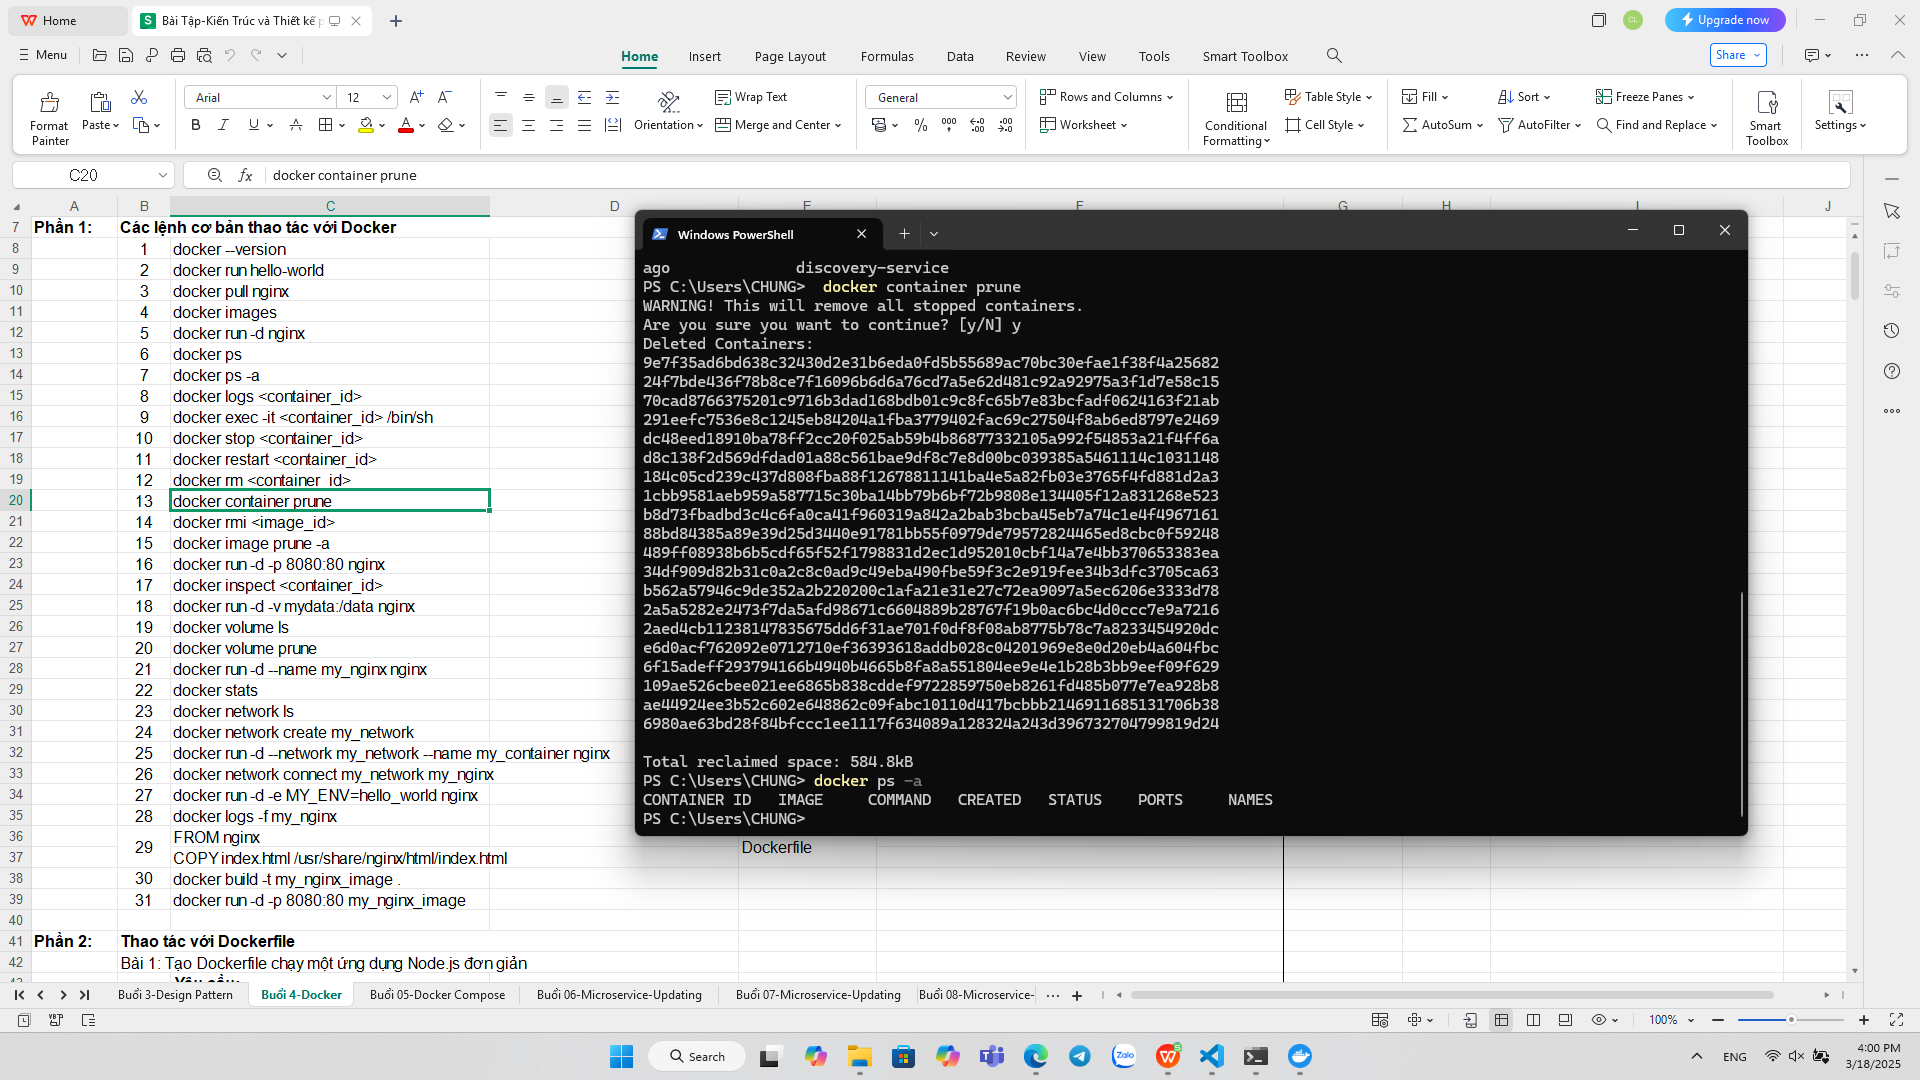 Home
Bài Tập-Kiến Trúc và Thiết kế p
CL
Upgrade now
Menu
Home
Insert
Page Layout
Formulas
Data
Review
View
Tools
Smart Toolbox
Share
Format Painter
Paste
Arial
12
Wrap Text
Orientation
Merge and Center
General
Rows and Columns
Worksheet
Conditional Formatting
Table Style
Cell Style
Fill
AutoSum
Sort
AutoFilter
Freeze Panes
Find and Replace
Smart Toolbox
Settings
C20
docker container prune
A B C D E F G H I J
7 Phần 1: Các lệnh cơ bản thao tác với Docker
8 1 docker --version
9 2 docker run hello-world
10 3 docker pull nginx
11 4 docker images
12 5 docker run -d nginx
13 6 docker ps
14 7 docker ps -a
15 8 docker logs <container_id>
16 9 docker exec -it <container_id> /bin/sh
17 10 docker stop <container_id>
18 11 docker restart <container_id>
19 12 docker rm <container_id>
20 13 docker container prune
21 14 docker rmi <image_id>
22 15 docker image prune -a
23 16 docker run -d -p 8080:80 nginx
24 17 docker inspect <container_id>
25 18 docker run -d -v mydata:/data nginx
26 19 docker volume ls
27 20 docker volume prune
28 21 docker run -d --name my_nginx nginx
29 22 docker stats
30 23 docker network ls
31 24 docker network create my_network
32 25 docker run -d --network my_network --name my_container nginx
33 26 docker network connect my_network my_nginx
34 27 docker run -d -e MY_ENV=hello_world nginx
35 28 docker logs -f my_nginx
36 29 FROM nginx
37 COPY index.html /usr/share/nginx/html/index.html
Dockerfile
38 30 docker build -t my_nginx_image .
39 31 docker run -d -p 8080:80 my_nginx_image
40
41 Phần 2: Thao tác với Dockerfile
42 Bài 1: Tạo Dockerfile chạy một ứng dụng Node.js đơn giản
Windows PowerShell
ago discovery-service
PS C:\Users\CHUNG> docker container prune
WARNING! This will remove all stopped containers.
Are you sure you want to continue? [y/N] y
Deleted Containers:
9e7f35ad6bd638c32430d2e31b6eda0fd5b55689ac70bc30efae1f38f4a25682
24f7bde436f78b8ce7f16096b6d6a76cd7a5e62d481c92a92975a3f1d7e58c15
70cad8766375201c9716b3dad168bdb01c9c8fc65b7e83bcfadf0624163f21ab
291eefc7536e8c1245eb84204a1fba3779402fac69c27504f8ab6ed8797e2469
dc48eed18910ba78ff2cc20f025ab59b4b86877332105a992f54853a21f4ff6a
d8c138f2d569dfdad01a88c561bae9df8c7e8d00bc039385a5461114c1031148
184c05cd239c437d808fba88f12678811141ba4e5a82fb03e3765f4fd881d2a3
1cbb9581aeb959a587715c30ba14bb79b6bf72b9808e134405f12a831268e523
b8d73fbadbd3c4c6fa0ca41f960319a842a2bab3bcba45eb7a74c1e4f4967161
88bd84385a89e39d25d3440e91781bb55f0979de79572824465ed8cbc0f59248
489ff08938b6b5cdf65f52f1798831d2ec1d952010cbf14a7e4bb370653383ea
34df909d82b31c0a2c8c0ad9c49eba490fbe59f3c2e919fee34b3dfc3705ca63
b562a57946c9de352a2b220200c1afa21e31e27c72ea9097a5ec6206e3333d78
2a5a5282e2473f7da5afd98671c6604889b28767f19b0ac6bc4d0ccc7e9a7216
2aed4cb11238147835675dd6f31ae701f0df8f08ab8775b78c7a8233454920dc
e6d0acf762092e0712710ef36393618addb028c04201969e8e0d20eb4a604fbc
6f15adeff293794166b4940b4665b8fa8a551804ee9e4e1b28b3bb9eef09f629
109ae526cbee021ee6865b838cddef9722859750eb8261fd485b077e7ea928b8
ae44924ee3b52c602e648862c09fabc10110d417bcbbb2146911685131706b38
6980ae63bd28f84bfccc1ee1117f634089a128324a243d396732704799819d24
Total reclaimed space: 584.8kB
PS C:\Users\CHUNG> docker ps -a
CONTAINER ID IMAGE COMMAND CREATED STATUS PORTS NAMES
PS C:\Users\CHUNG>
Buổi 3-Design Pattern
Buổi 4-Docker
Buổi 05-Docker Compose
Buổi 06-Microservice-Updating
Buổi 07-Microservice-Updating
Buổi 08-Microservice-
100%
Search
Zalo
ENG
4:00 PM
3/18/2025